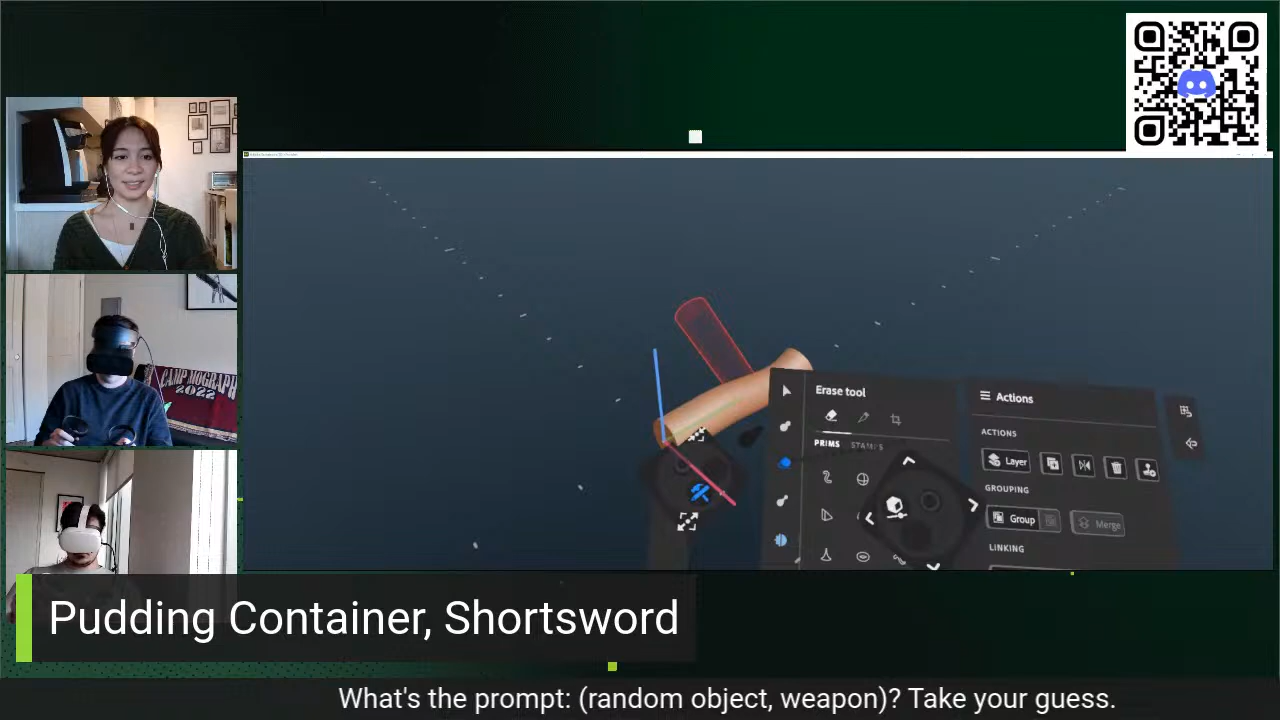 CAMP MOGRAPH
2022
Erase tool
PRIMS
Actions
ACTIONS
Layer
GROUPING
Group
Merge
LINKING
Pudding Container, Shortsword
What's the prompt: (random object, weapon)? Take your guess.